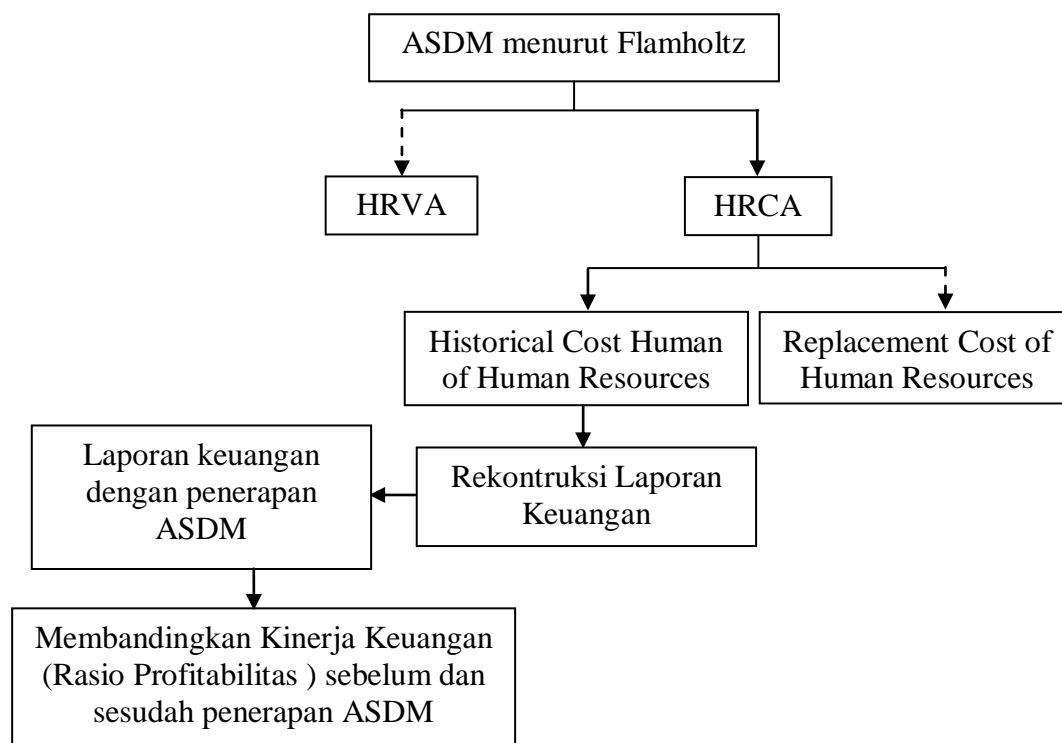 ASDM menurut Flamholtz
HRVA
HRCA
Historical Cost Human
of Human Resources
Replacement Cost of
Human Resources
Laporan keuangan
dengan penerapan
ASDM
Rekontruksi Laporan
Keuangan
Membandingkan Kinerja Keuangan
(Rasio Profitabilitas ) sebelum dan
sesudah penerapan ASDM